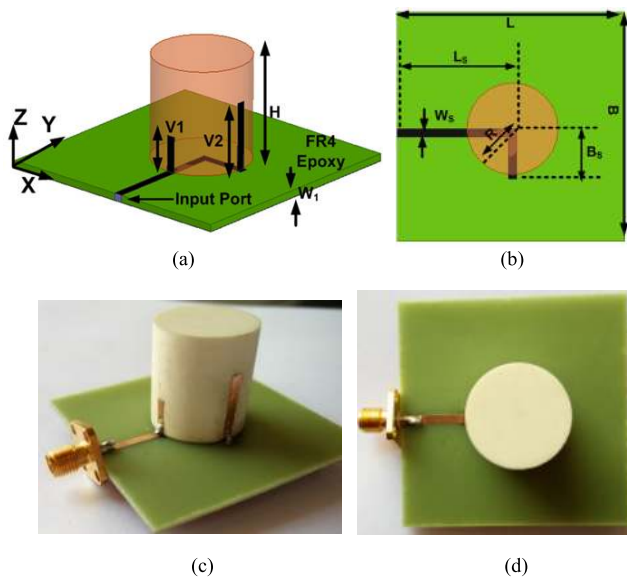 Z
Y
X
V1
V2
H
FR4
Epoxy
W₁
Input Port
(a)
L
Lₛ
Wₛ
R
Bₛ
B
(b)
(c)
(d)